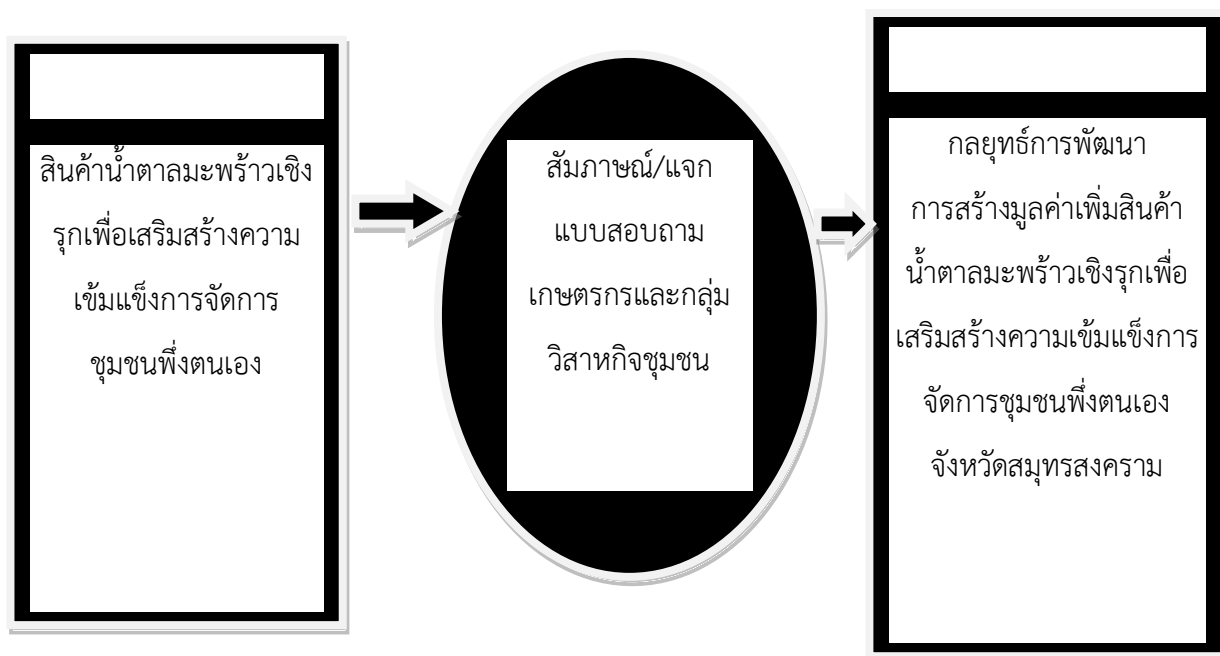 สินค้าน้ำตาลมะพร้าวเชิง
รุกเพื่อเสริมสร้างความ
เข้มแข็งการจัดการ
ชุมชนพึ่งตนเอง
สัมภาษณ์/แจก
แบบสอบถาม
เกษตรกรและกลุ่ม
วิสาหกิจชุมชน
กลยุทธ์การพัฒนา
การสร้างมูลค่าเพิ่มสินค้า
น้ำตาลมะพร้าวเชิงรุกเพื่อ
เสริมสร้างความเข้มแข็งการ
จัดการชุมชนพึ่งตนเอง
จังหวัดสมุทรสงคราม